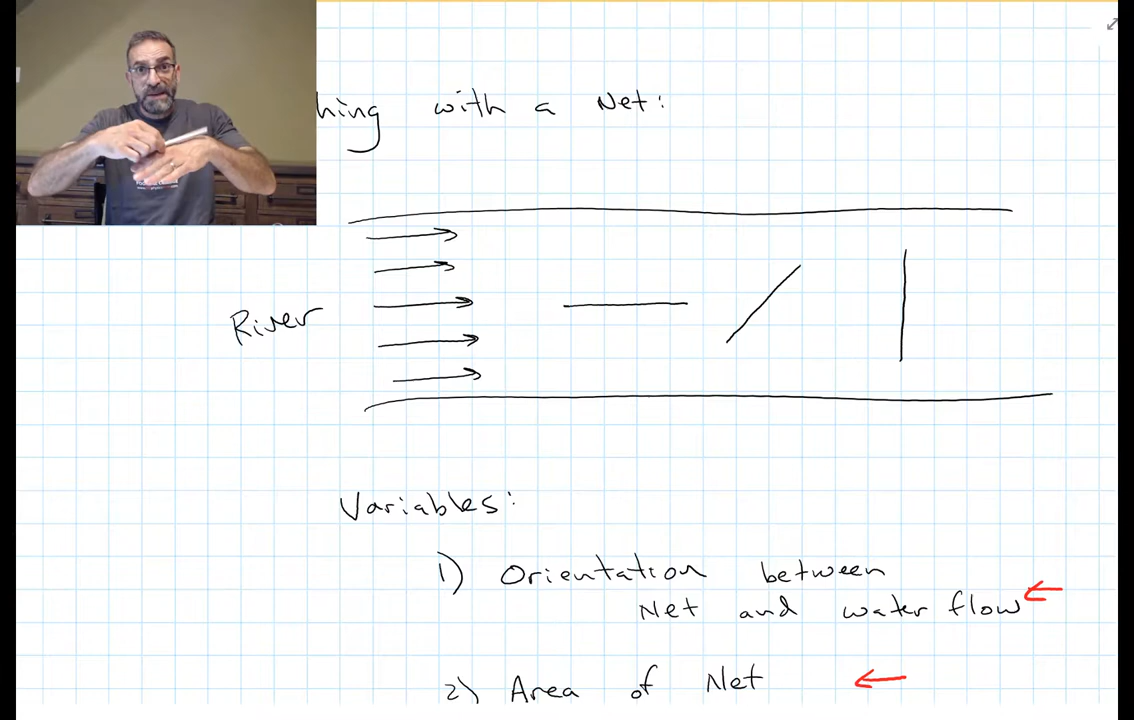 hing with a Net:
River
Variables:
1) Orientation between
Net and water flow
2) Area of Net